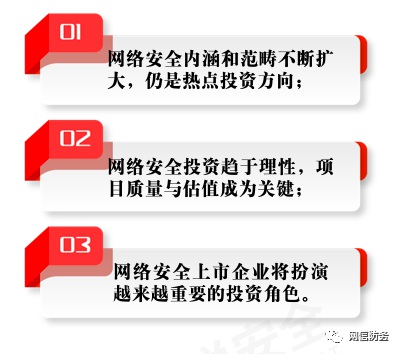 01
网络安全内涵和范畴不断扩
大，仍是热点投资方向；
02
网络安全投资趋于理性，项
目质量与估值成为关键；
03
网络安全上市企业将扮演
越来越重要的投资角色。
网信防务